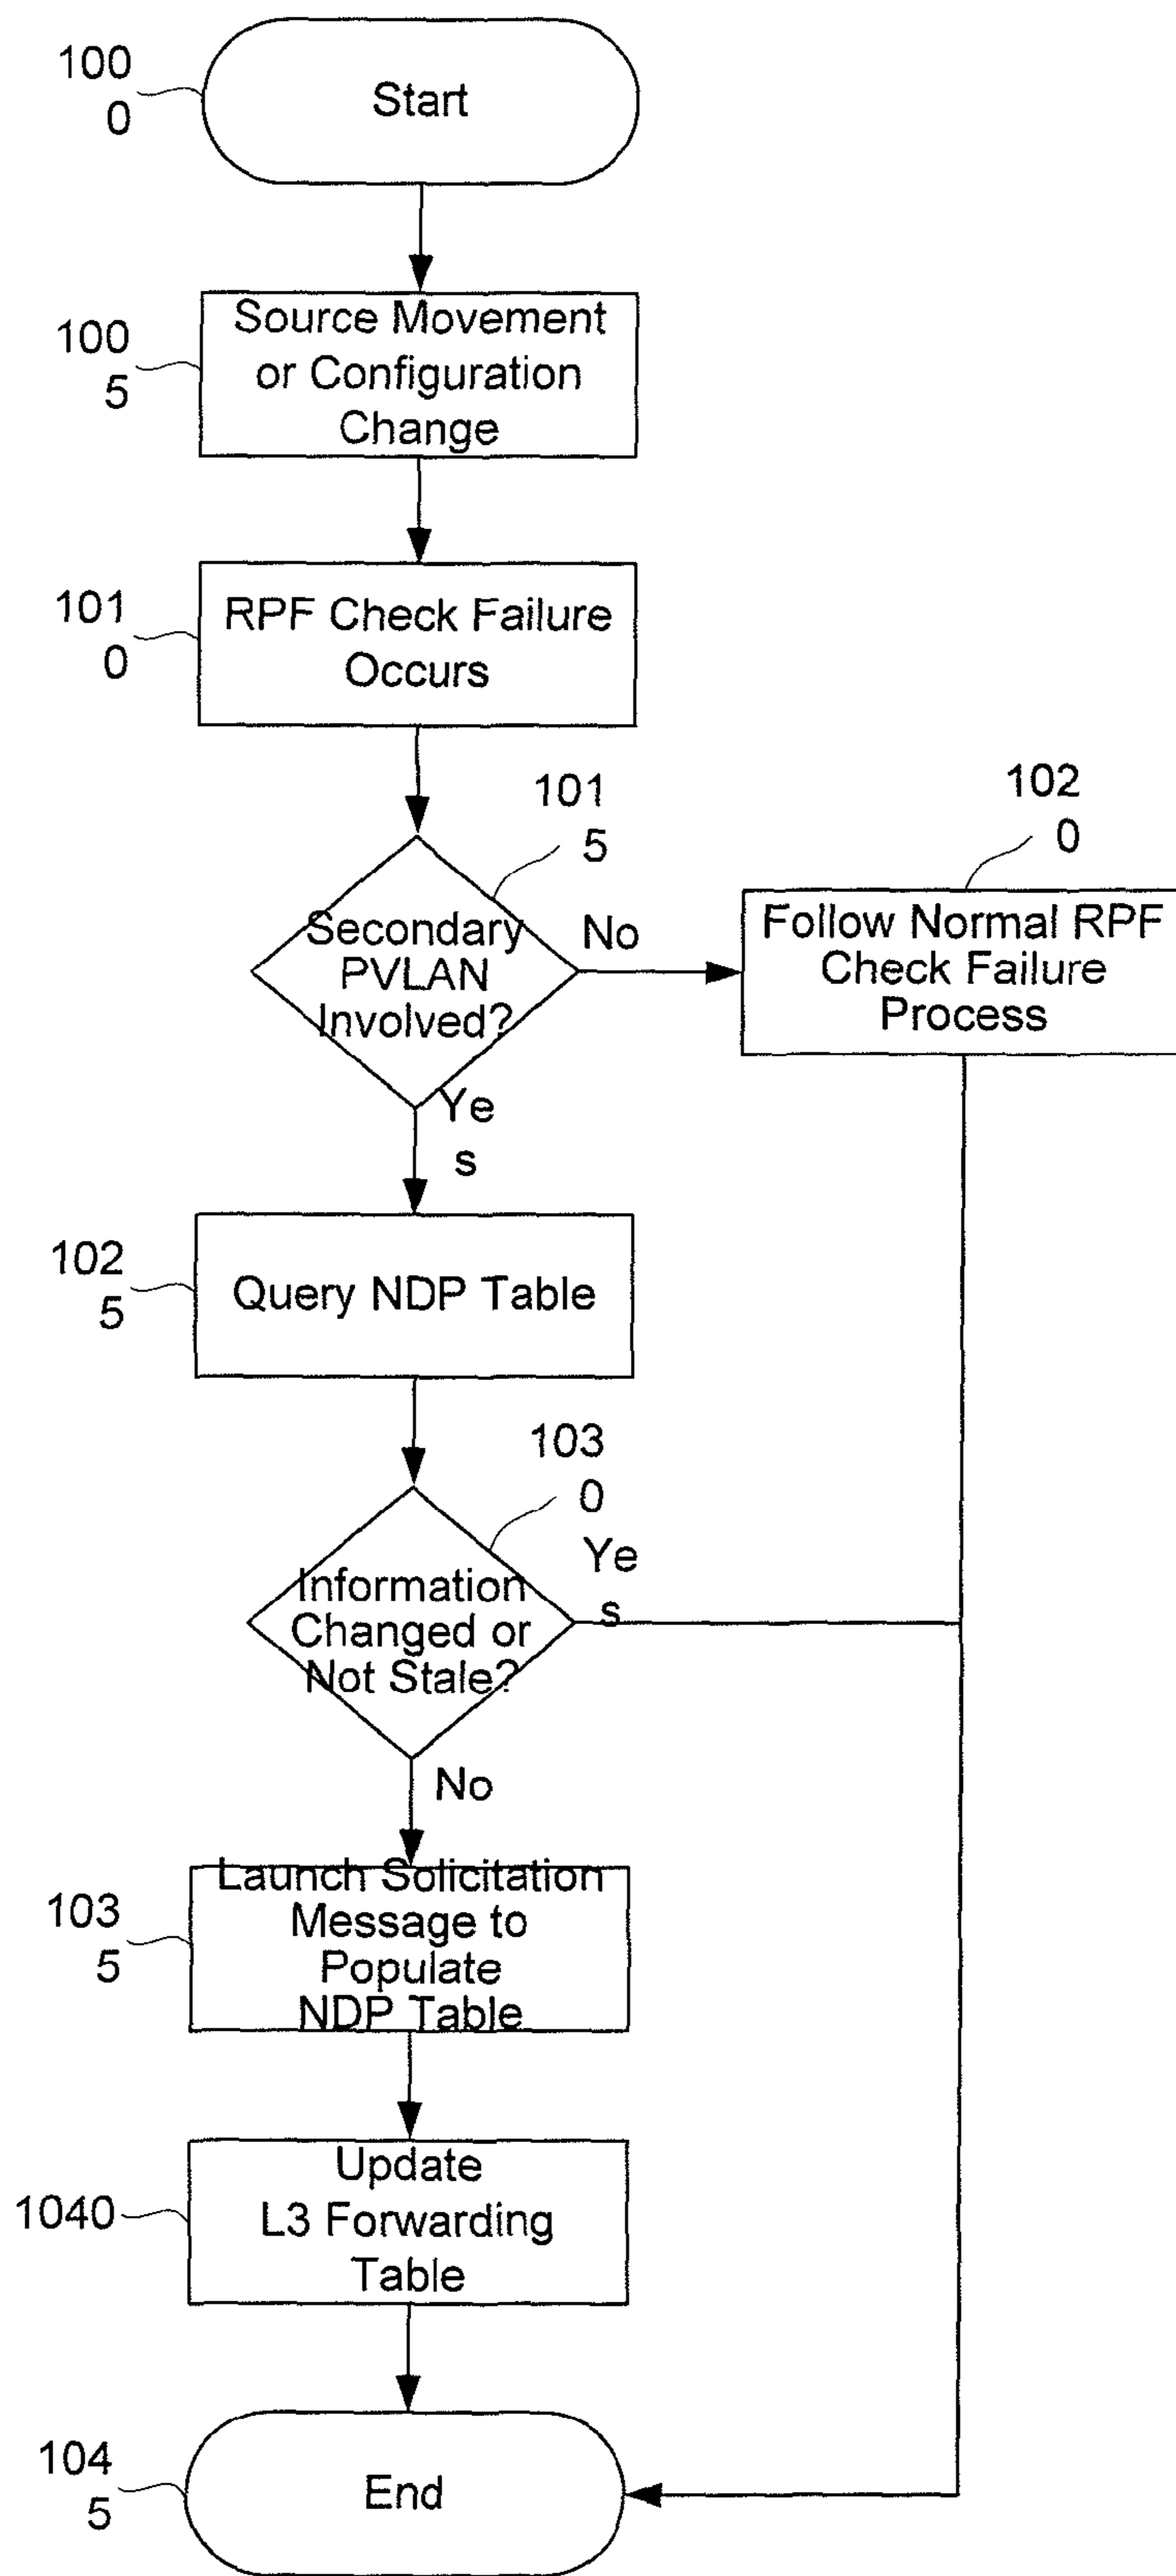 100
0
Start
100
5
Source Movement
or Configuration
Change
101
0
RPF Check Failure
Occurs
101
5
Secondary
PVLAN
Involved?
No
Ye
s
102
0
Follow Normal RPF
Check Failure
Process
102
5
Query NDP Table
103
0
Information
Changed or
Not Stale?
Ye
s
No
103
5
Launch Solicitation
Message to
Populate
NDP Table
1040
Update
L3 Forwarding
Table
104
5
End